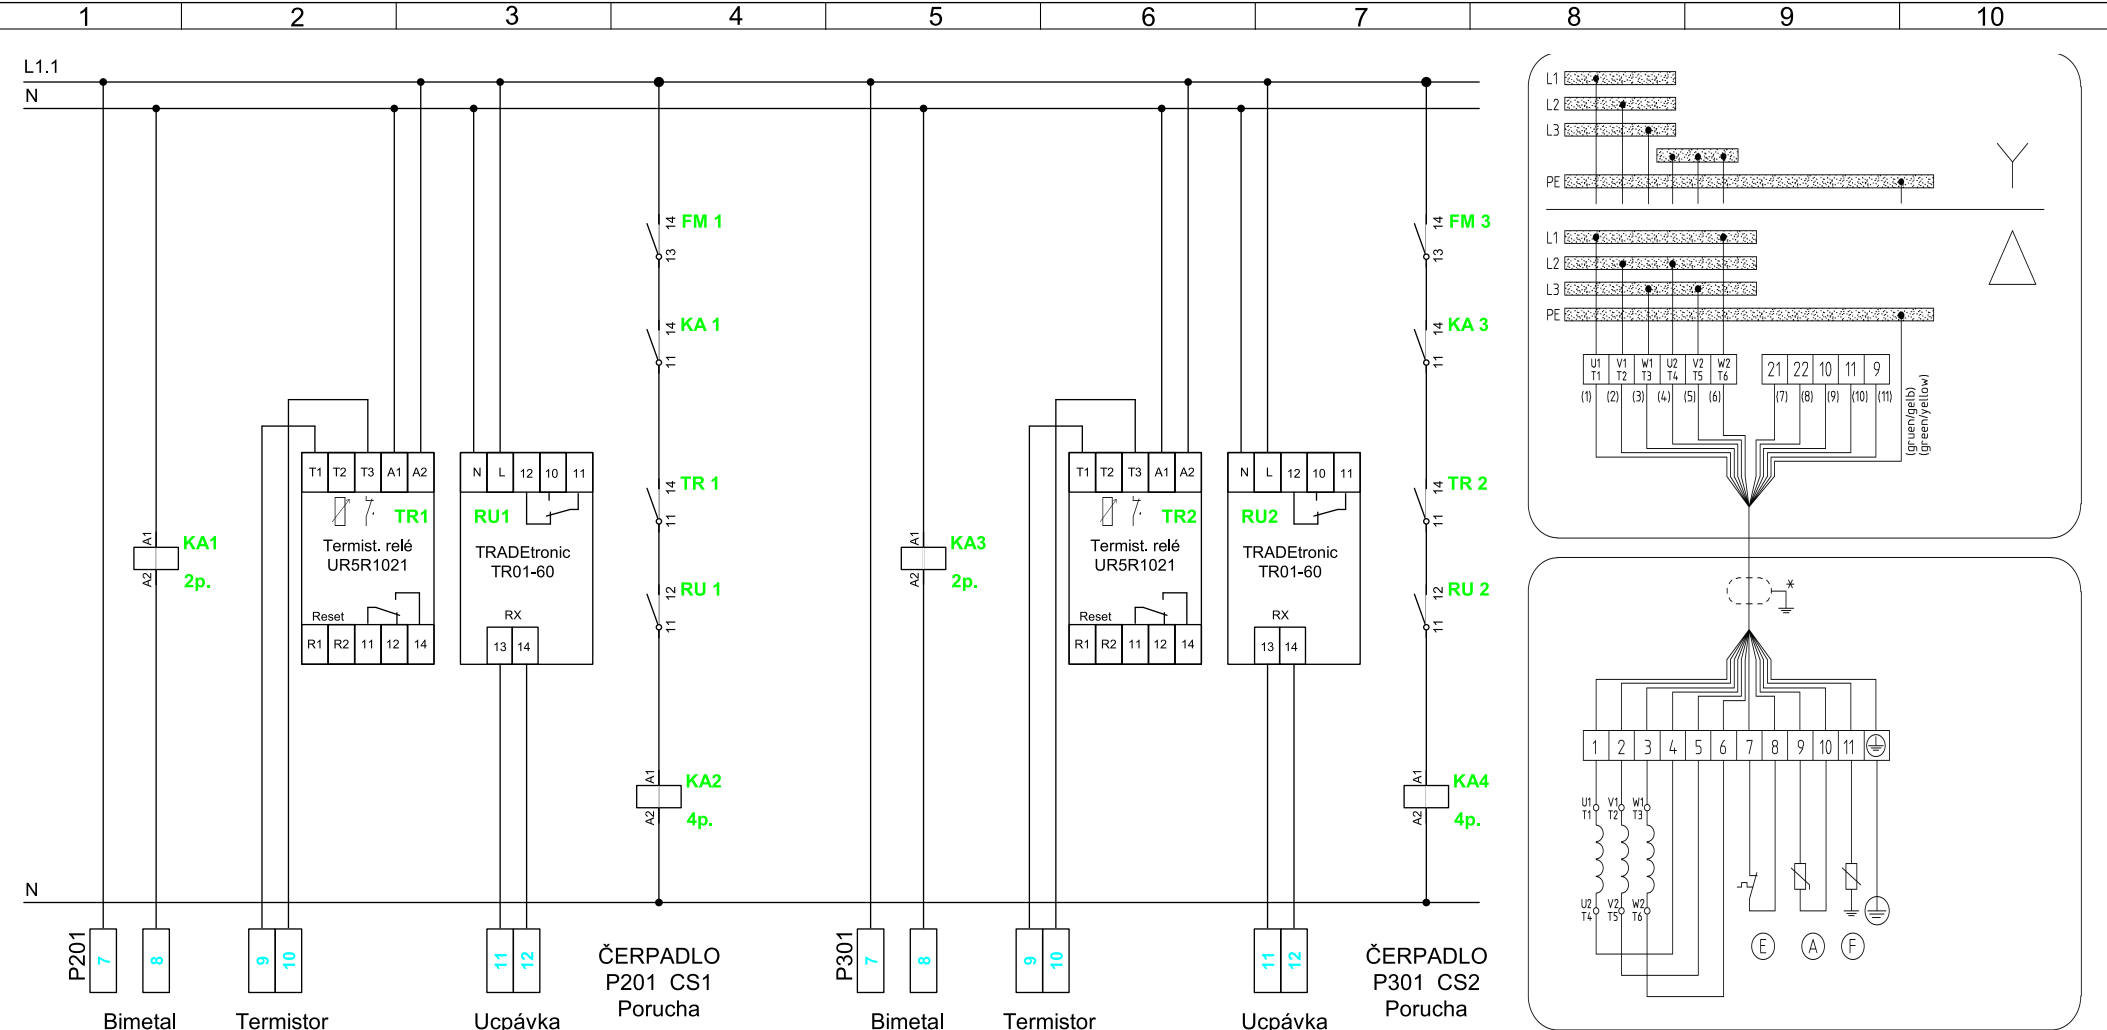 1 2 3 4 5 6 7 8 9 10
L1.1
N
14 FM 1
13
14 KA 1
11
14 TR 1
11
12 RU 1
11
A1 KA2
A2 4p.
A1 KA1
A2 2p.
T1 T2 T3 A1 A2
TR1
Termist. relé
UR5R1021
Reset
R1 R2 11 12 14
N L 12 10 11
RU1
TRADEtronic
TR01-60
RX
13 14
14 FM 3
13
14 KA 3
11
14 TR 2
11
12 RU 2
11
A1 KA4
A2 4p.
A1 KA3
A2 2p.
T1 T2 T3 A1 A2
TR2
Termist. relé
UR5R1021
Reset
R1 R2 11 12 14
N L 12 10 11
RU2
TRADEtronic
TR01-60
RX
13 14
N
P201 7 8 9 10 11 12
Bimetal Termistor Ucpávka
ČERPADLO
P201 CS1
Porucha
P301 7 8 9 10 11 12
Bimetal Termistor Ucpávka
ČERPADLO
P301 CS2
Porucha
L1
L2
L3
PE
L1
L2
L3
PE
U1 V1 W1 U2 V2 W2
T1 T2 T3 T4 T5 T6
21 22 10 11 9
(1) (2) (3) (4) (5) (6) (7) (8) (9) (10) (11)
(gruen/gelb)
(green/yellow)
*
1 2 3 4 5 6 7 8 9 10 11
U1 V1 W1
T1 T2 T3
U2 V2 W2
T4 T5 T6
E A F